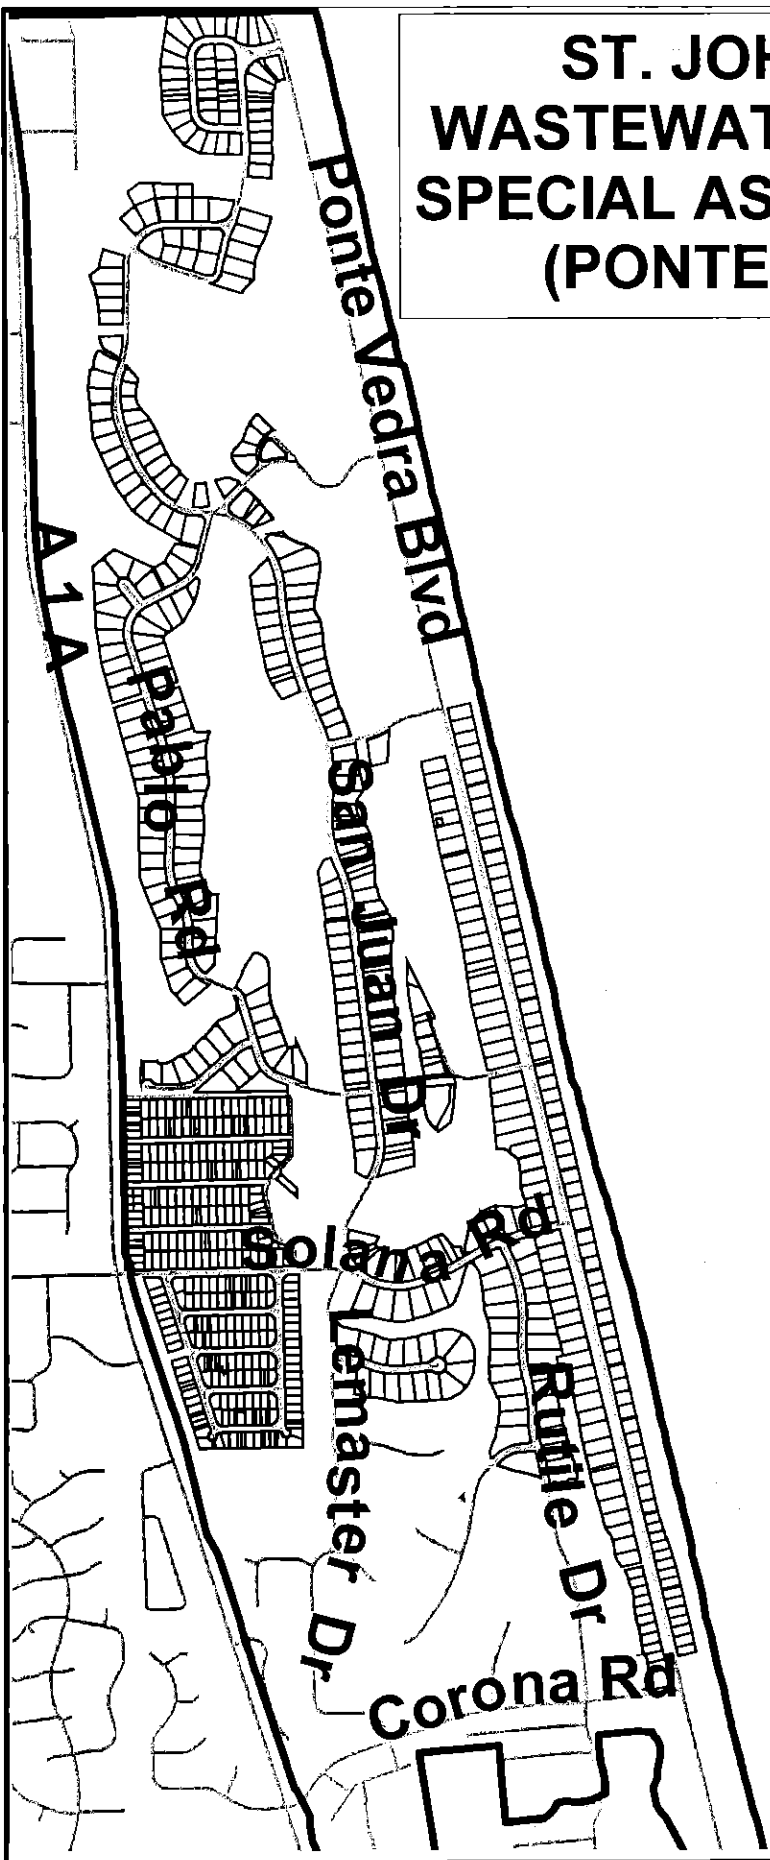 ST. JOH
WASTEWAT
SPECIAL AS
(PONTE
Ponte Vedra Blvd
A1A
Pablo Rd
San Juan Dr
Solana Rd
Lemaster Dr
Rutile Dr
Corona Rd